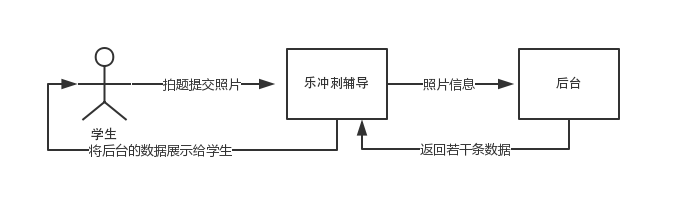 拍题提交照片
乐冲刺辅导
照片信息
后台
学生
将后台的数据展示给学生
返回若干条数据